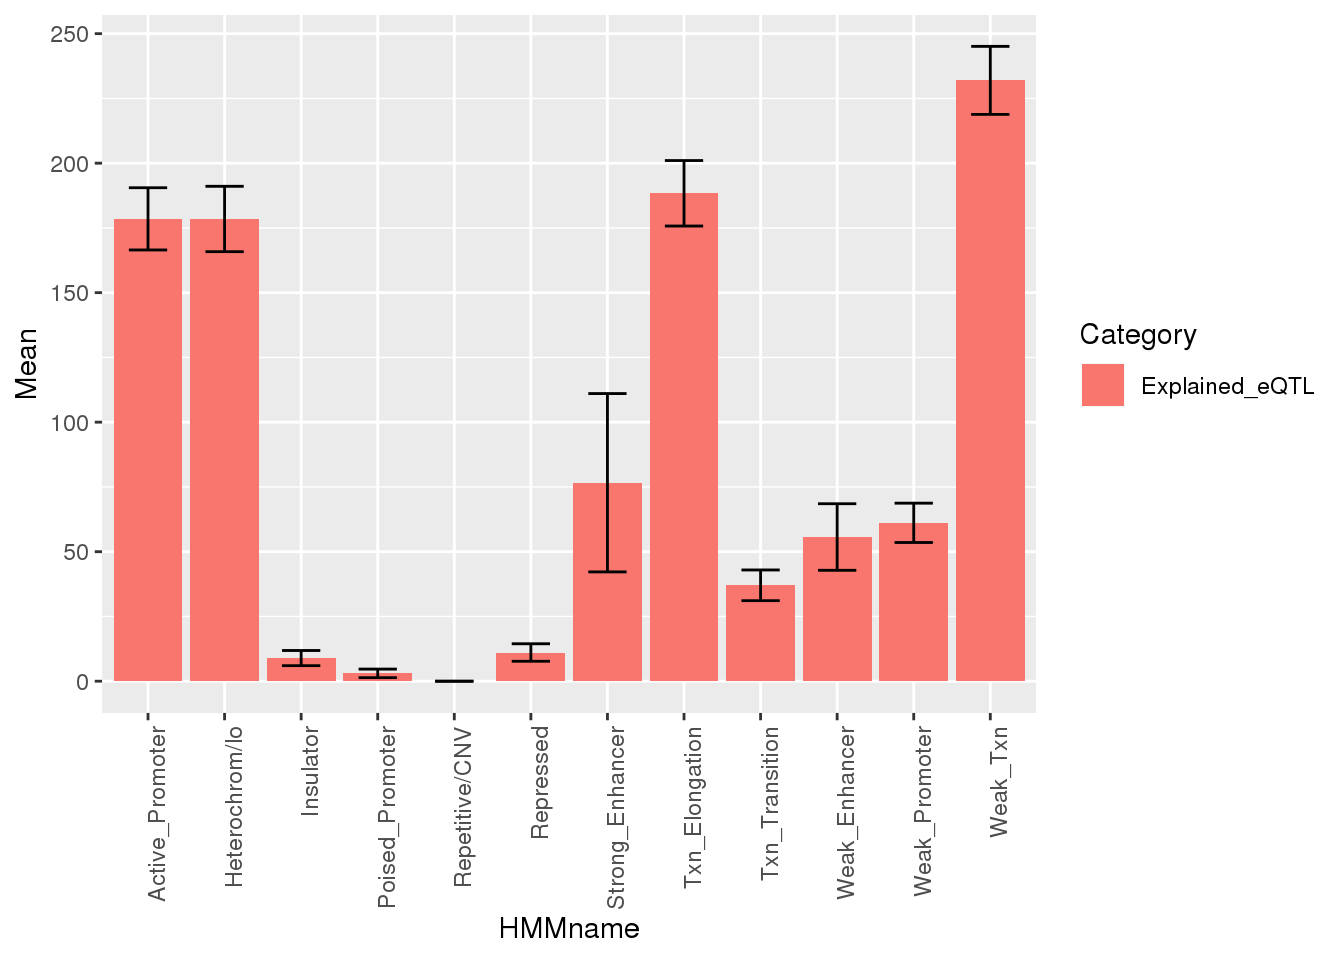 250
200
150
100
50
0
Mean
Active_Promoter
Heterochrom/lo
Insulator
Poised_Promoter
Repetitive/CNV
Repressed
Strong_Enhancer
Txn_Elongation
Txn_Transition
Weak_Enhancer
Weak_Promoter
Weak_Txn
HMMname
Category
Explained_eQTL